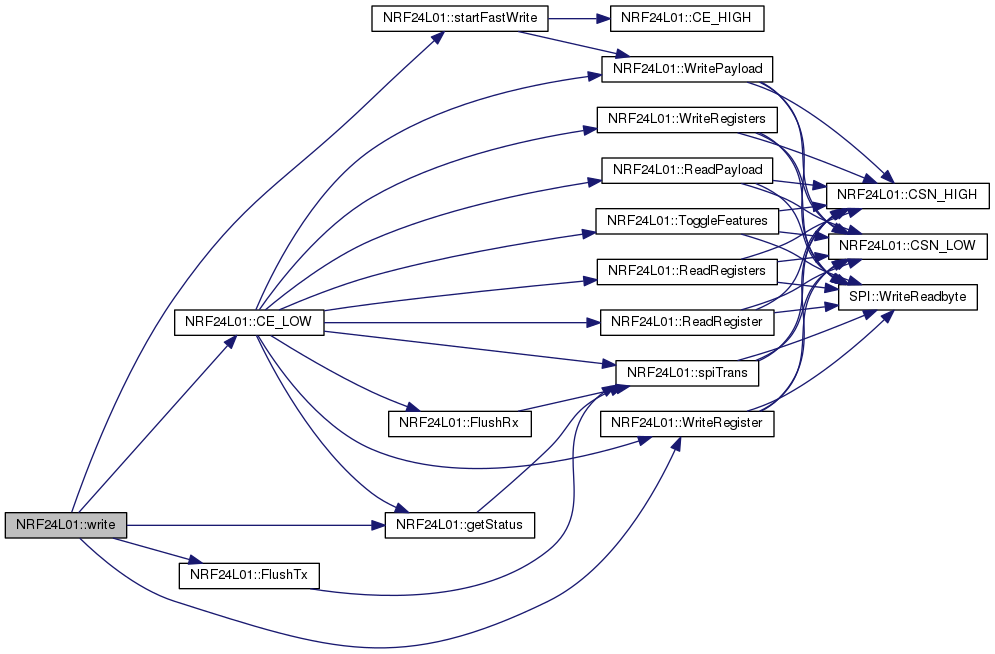 NRF24L01::startFastWrite
NRF24L01::CE_HIGH
NRF24L01::WritePayload
NRF24L01::WriteRegisters
NRF24L01::ReadPayload
NRF24L01::CSN_HIGH
NRF24L01::ToggleFeatures
NRF24L01::CSN_LOW
NRF24L01::ReadRegisters
SPI::WriteReadbyte
NRF24L01::CE_LOW
NRF24L01::ReadRegister
NRF24L01::spiTrans
NRF24L01::FlushRx
NRF24L01::WriteRegister
NRF24L01::write
NRF24L01::getStatus
NRF24L01::FlushTx